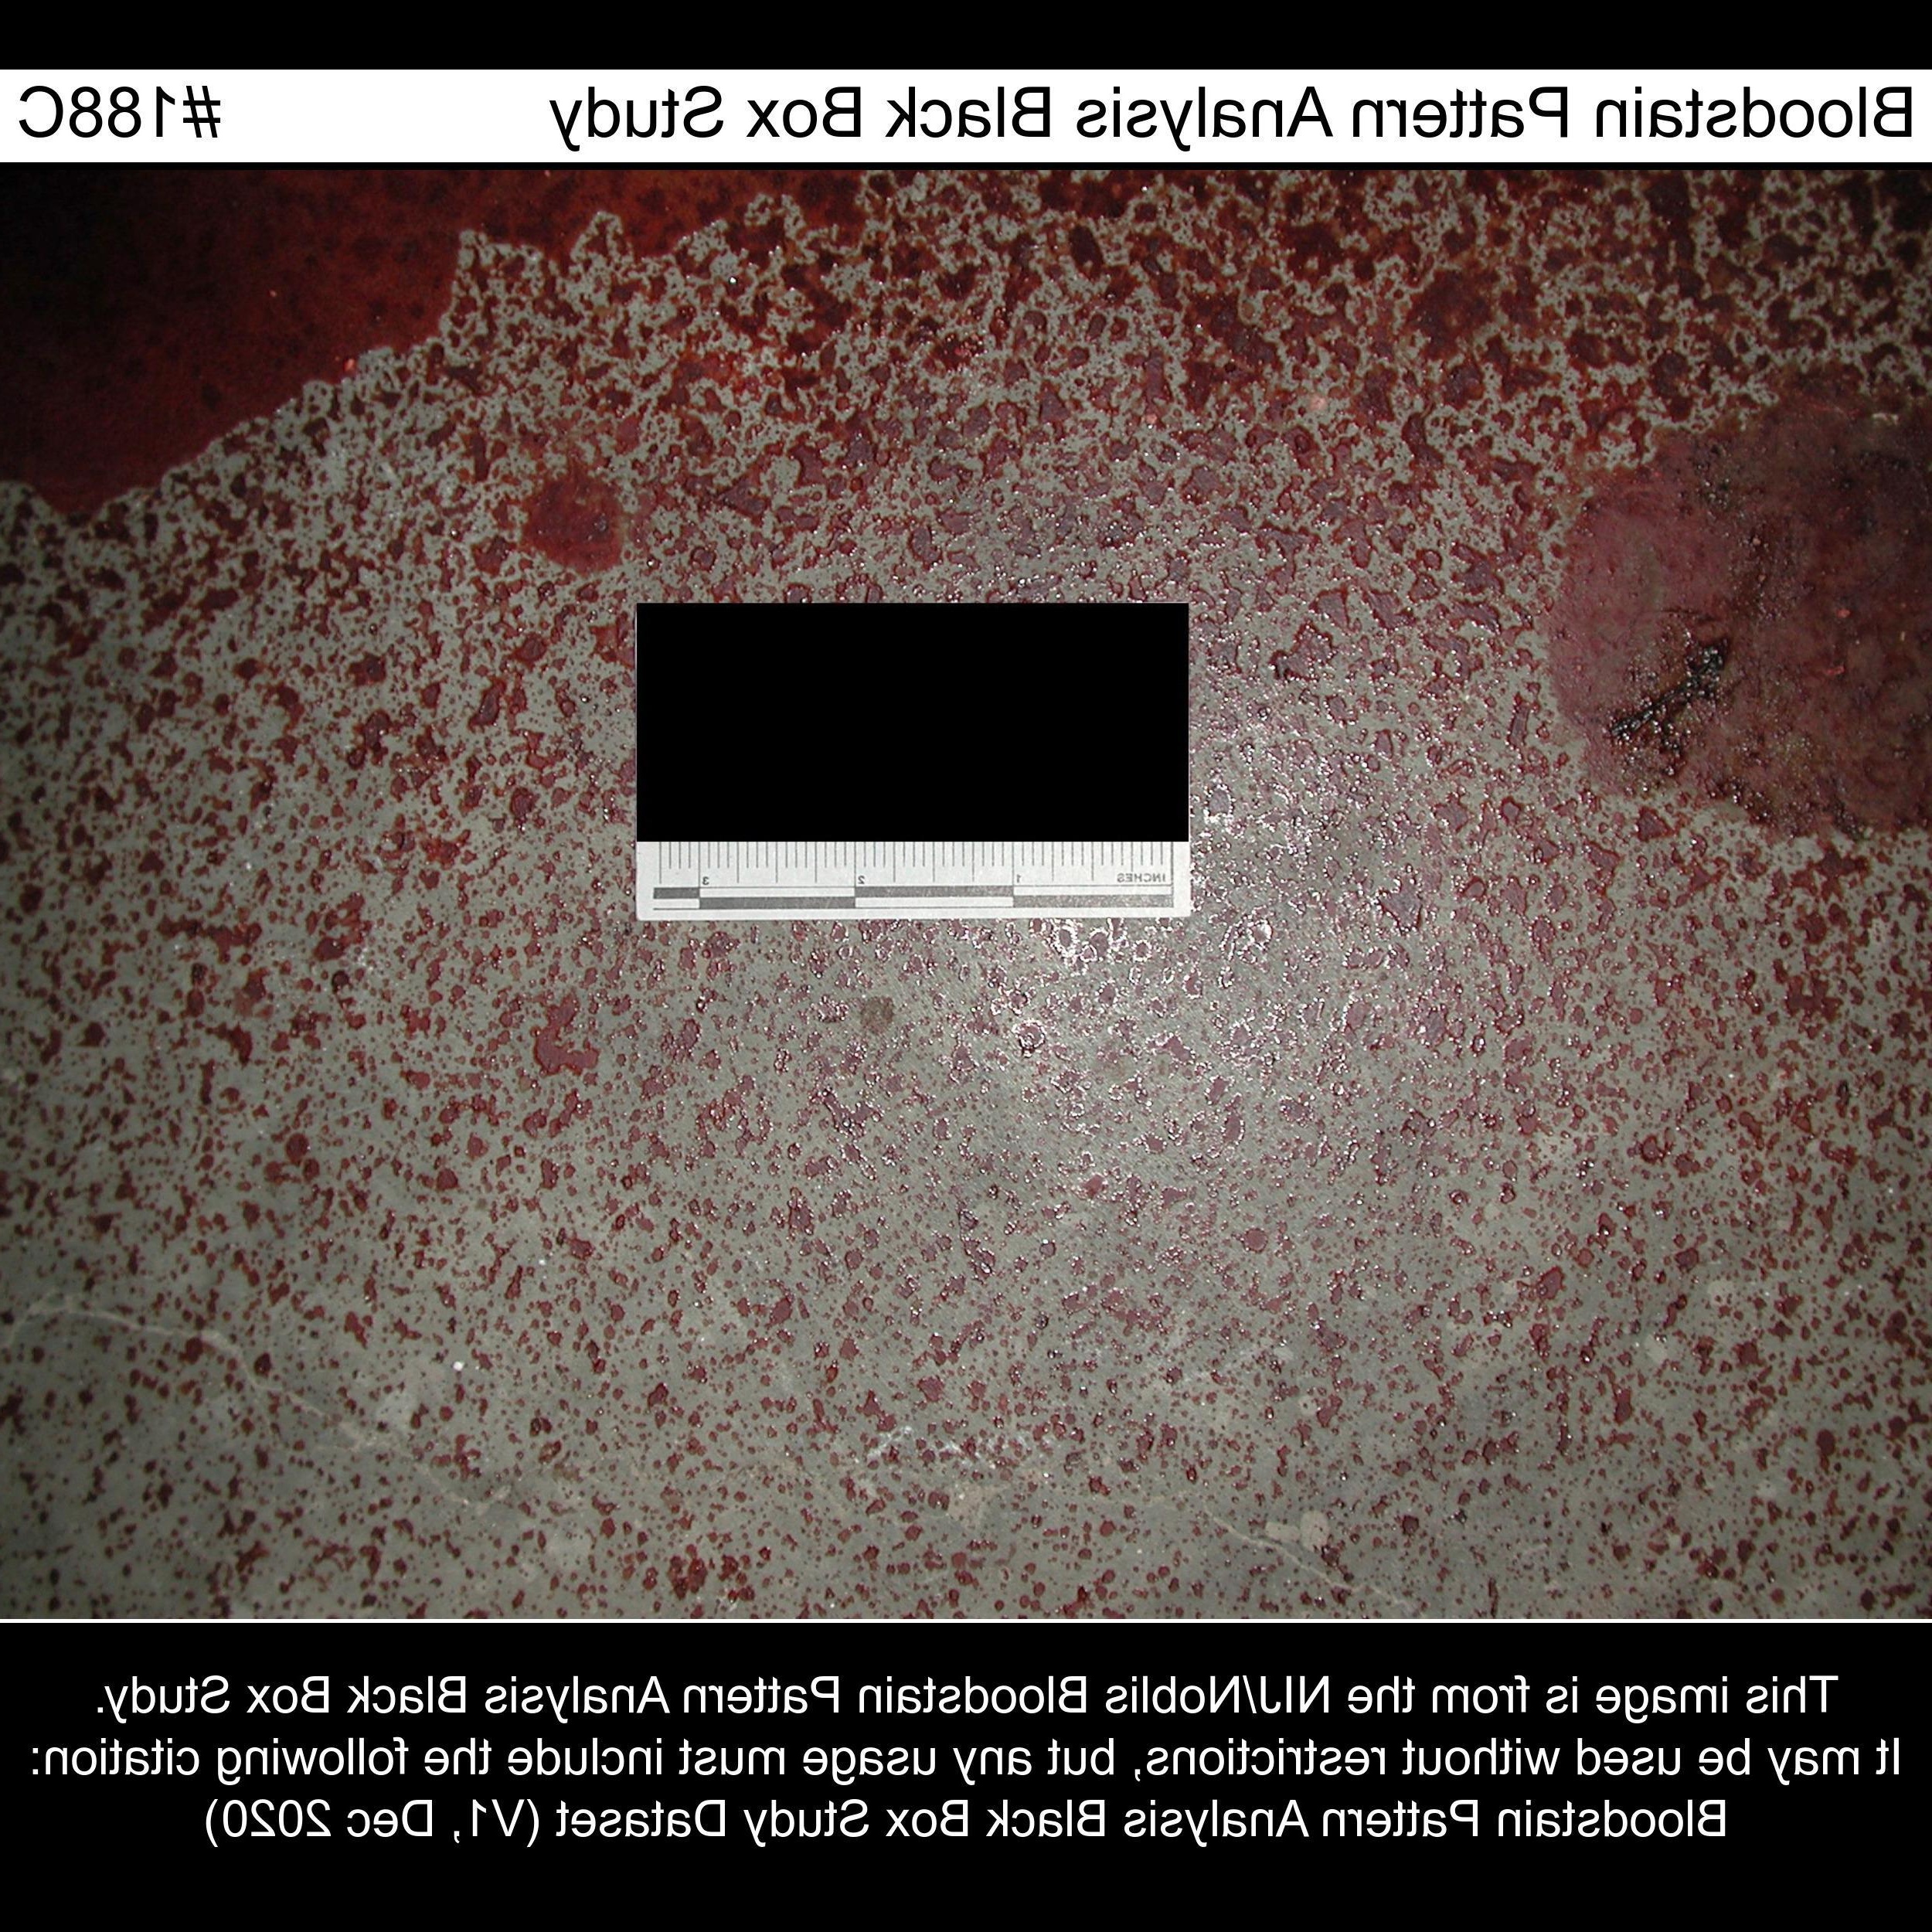 Bloodstain Pattern Analysis Black Box Study #188C
INCHES 1 2 3
This image is from the NIJ/Noblis Bloodstain Pattern Analysis Black Box Study.
It may be used without restrictions, but any usage must include the following citation:
Bloodstain Pattern Analysis Black Box Study Dataset (V1, Dec 2020)